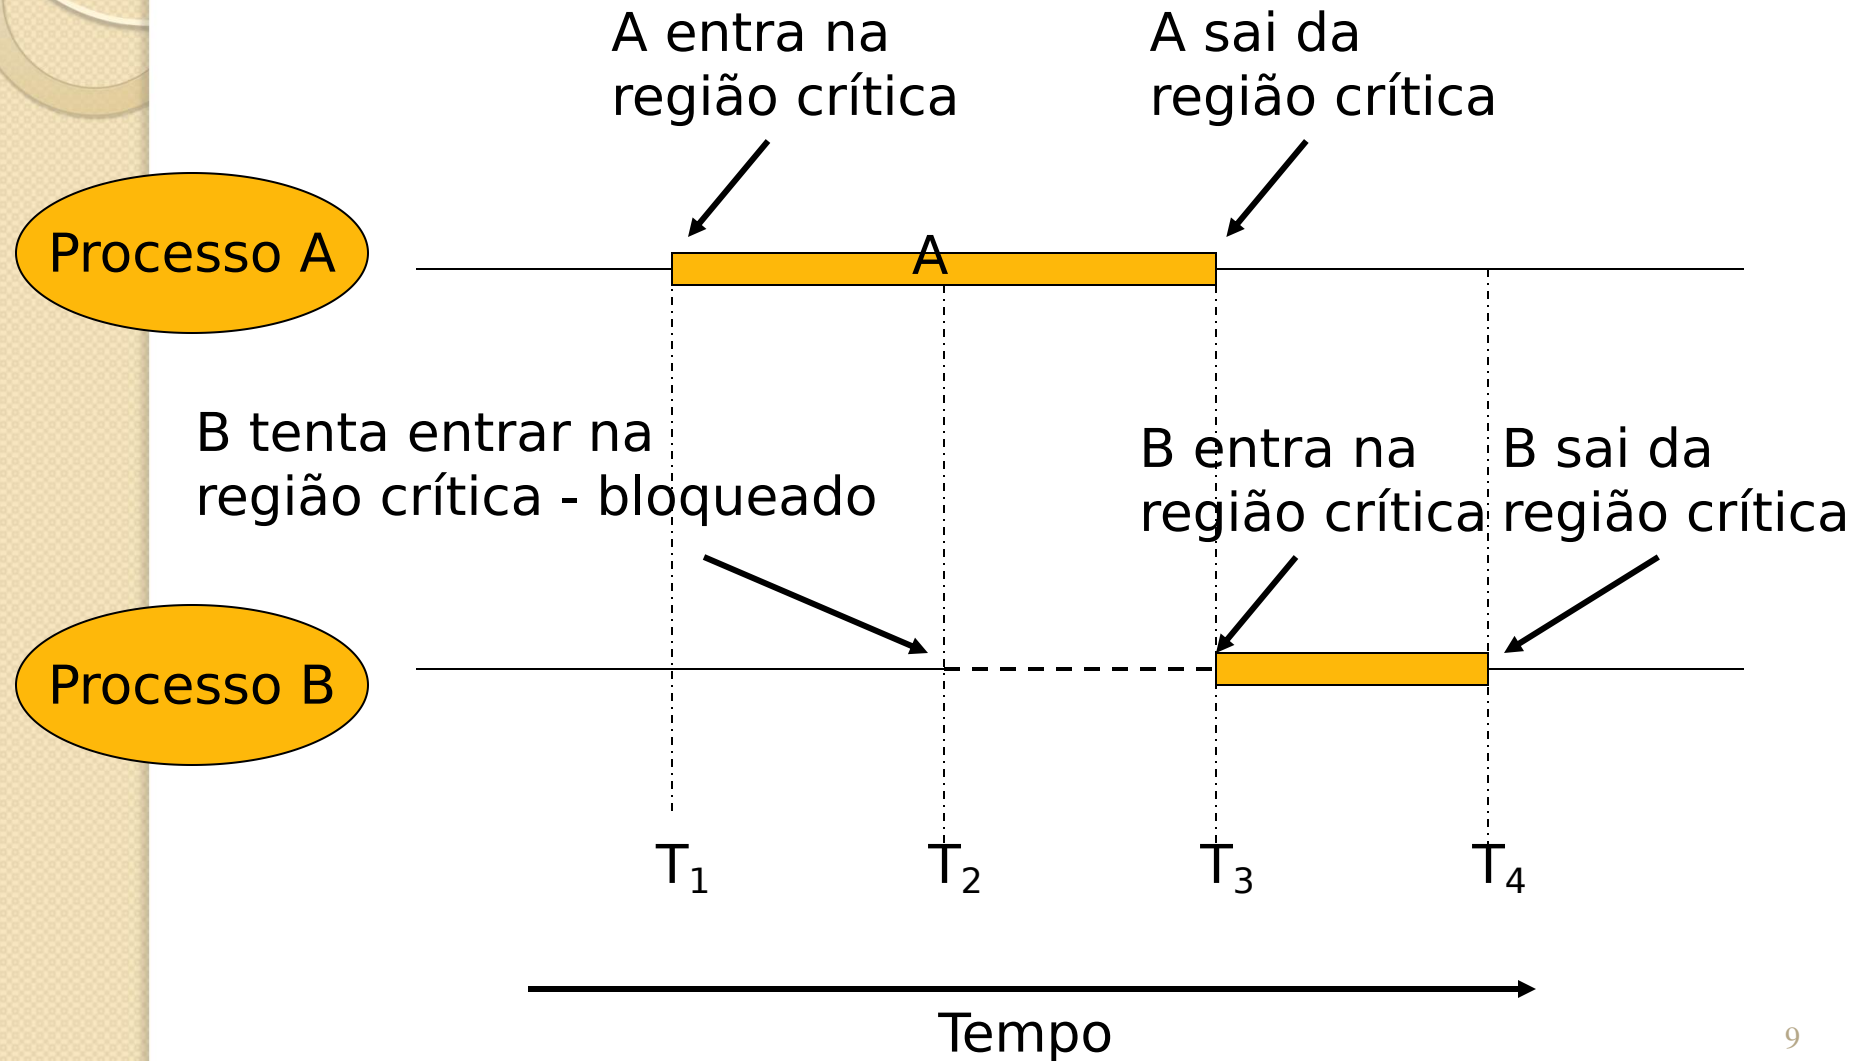 A entra na
região crítica
A sai da
região crítica
Processo A
A
B tenta entrar na
região crítica - bloqueado
B entra na
região crítica
B sai da
região crítica
Processo B
T1
T2
T3
T4
Tempo
9